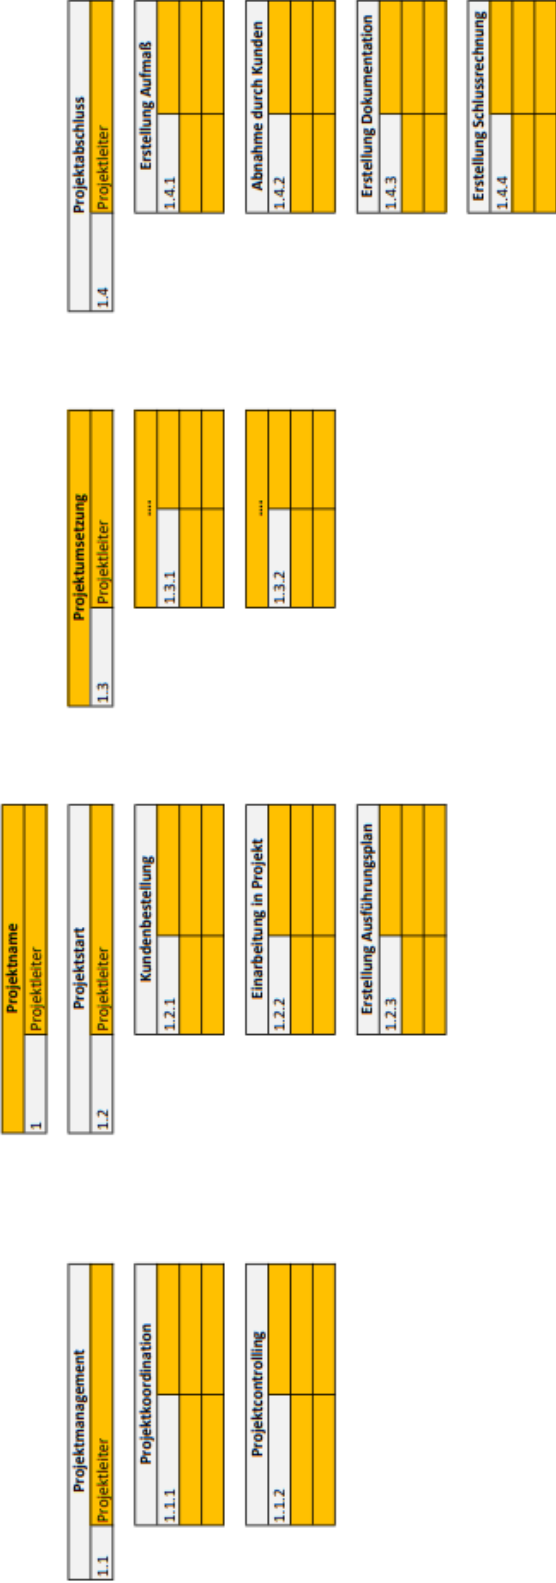 Projektname
1 Projektleiter
Projektmanagement
1.1 Projektleiter
Projektkoordination
1.1.1
Projektcontrolling
1.1.2
Projektstart
1.2 Projektleiter
Kundenbestellung
1.2.1
Einarbeitung in Projekt
1.2.2
Erstellung Ausführungsplan
1.2.3
Projektumsetzung
1.3 Projektleiter
....
1.3.1
....
1.3.2
Projektabschluss
1.4 Projektleiter
Erstellung Aufmaß
1.4.1
Abnahme durch Kunden
1.4.2
Erstellung Dokumentation
1.4.3
Erstellung Schlussrechnung
1.4.4